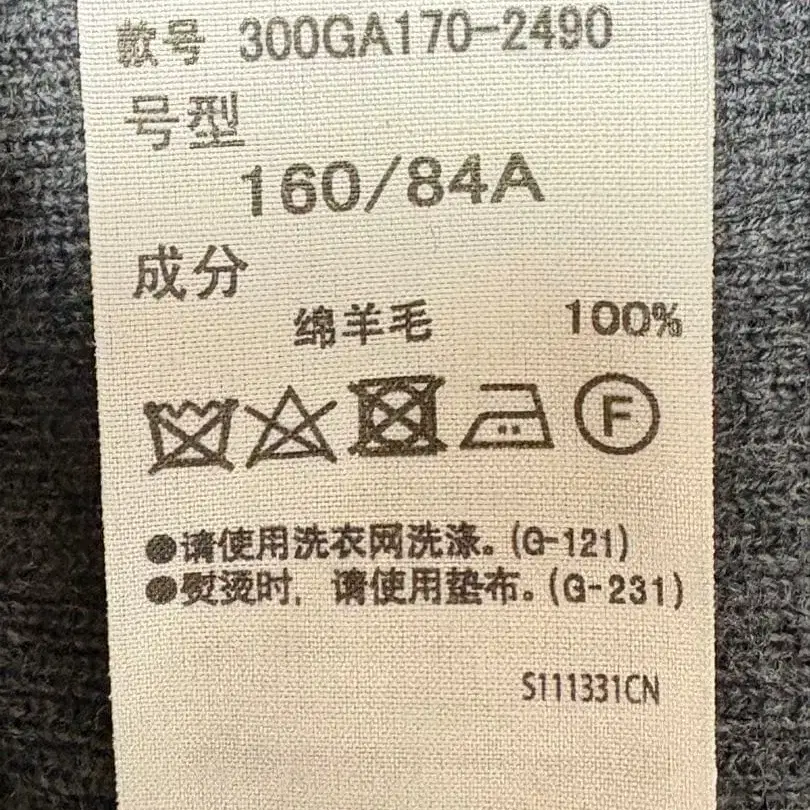 款号 300GA170-2490
号型
160/84A
成分
绵羊毛 100%
F
●请使用洗衣网洗涤。(G-121)
●熨烫时, 请使用垫布。(G-231)
S111331CN